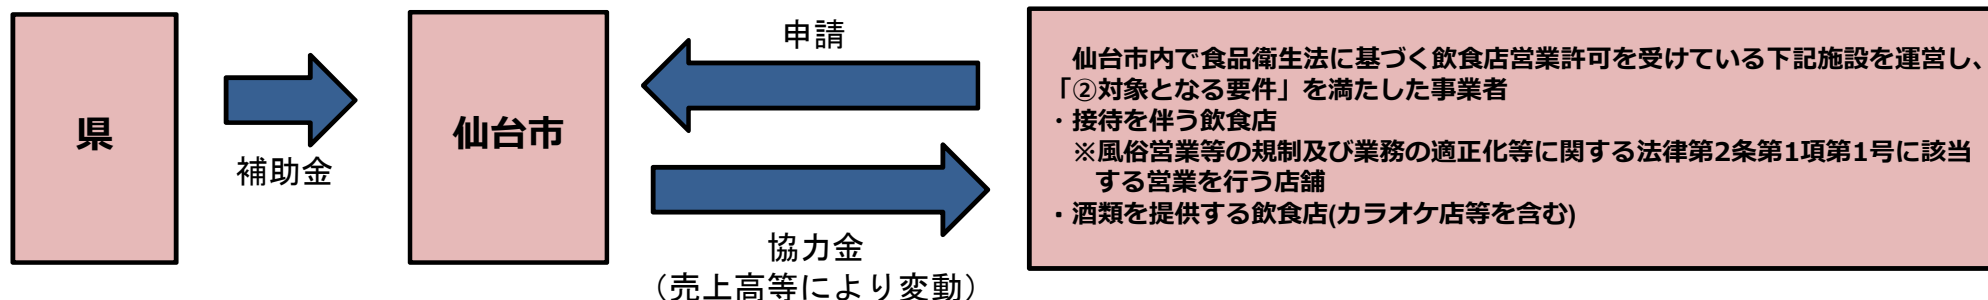 県
補助金
仙台市
申請
協力金
（売上高等により変動）
仙台市内で食品衛生法に基づく飲食店営業許可を受けている下記施設を運営し、
「②対象となる要件」を満たした事業者
・接待を伴う飲食店
※風俗営業等の規制及び業務の適正化等に関する法律第2条第1項第1号に該当
する営業を行う店舗
・酒類を提供する飲食店(カラオケ店等を含む)